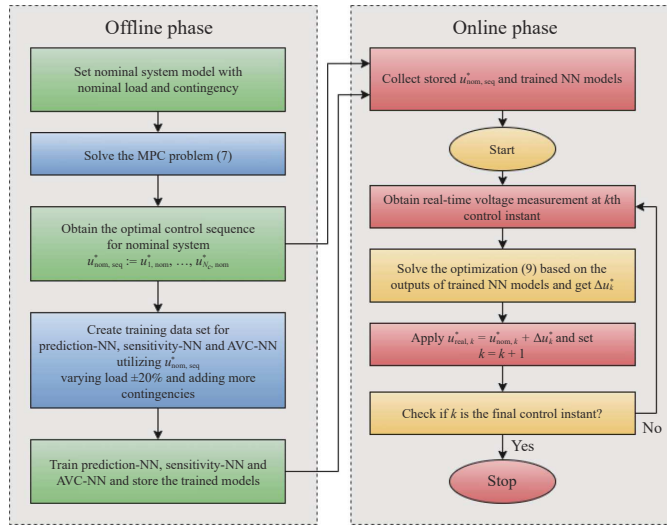 Offline phase
Set nominal system model with
nominal load and contingency
Solve the MPC problem (7)
Obtain the optimal control sequence
for nominal system
u*nom, seq := u*1, nom, …, u*Nc, nom
Create training data set for
prediction-NN, sensitivity-NN and AVC-NN
utilizing u*nom, seq
varying load ±20% and adding more
contingencies
Train prediction-NN, sensitivity-NN and
AVC-NN and store the trained models
Online phase
Collect stored u*nom, seq and trained NN models
Start
Obtain real-time voltage measurement at kth
control instant
Solve the optimization (9) based on the
outputs of trained NN models and get Δu*k
Apply u*real, k = u*nom, k + Δu*k and set
k = k + 1
Check if k is the final control instant?
No
Yes
Stop